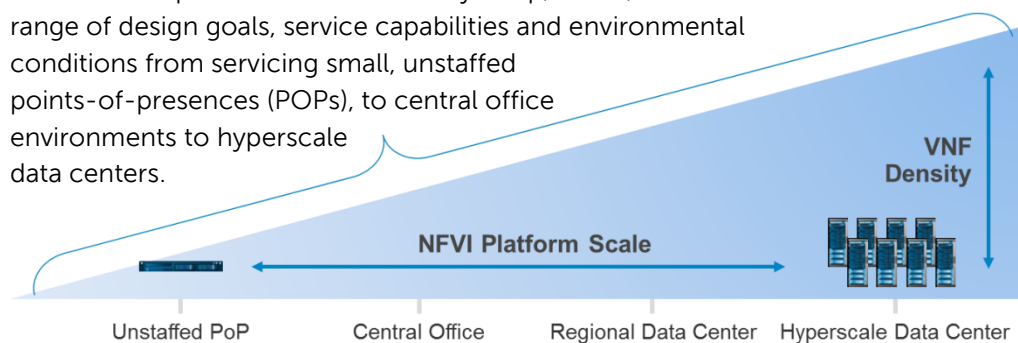 range of design goals, service capabilities and environmental
conditions from servicing small, unstaffed
points-of-presences (POPs), to central office
environments to hyperscale
data centers.
VNF
Density
NFVI Platform Scale
Unstaffed PoP
Central Office
Regional Data Center
Hyperscale Data Center